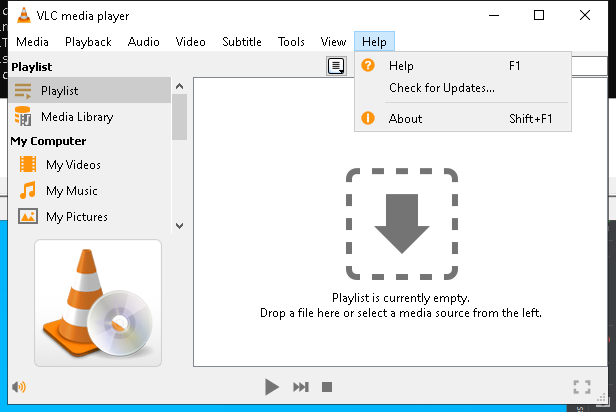 VLC media player
Media Playback Audio Video Subtitle Tools View Help
Playlist
Playlist
Media Library
My Computer
My Videos
My Music
My Pictures
Help F1
Check for Updates...
About Shift+F1
Playlist is currently empty.
Drop a file here or select a media source from the left.